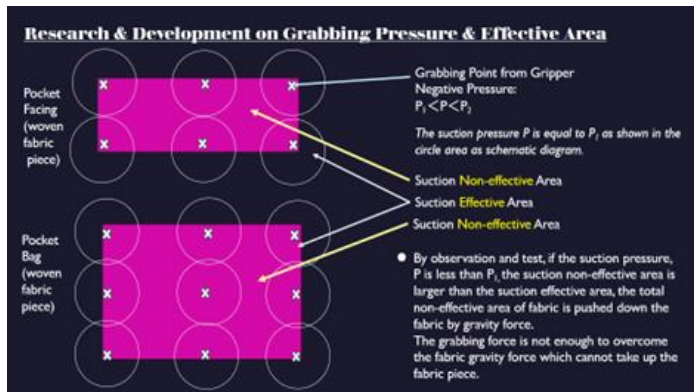 Research & Development on Grabbing Pressure & Effective Area
Pocket
Facing
(woven
fabric
piece)
x x x
x x x
Grabbing Point from Gripper
Negative Pressure:
P₁<P<P₂
The suction pressure P is equal to P₁ as shown in the
circle area as schematic diagram.
Suction Non-effective Area
Suction Effective Area
Suction Non-effective Area
Pocket
Bag
(woven
fabric
piece)
x x x
x x x
x x x
● By observation and test, if the suction pressure,
P is less than P₁, the suction non-effective area is
larger than the suction effective area, the total
non-effective area of fabric is pushed down the
fabric by gravity force.
The grabbing force is not enough to overcome
the fabric gravity force which cannot take up the
fabric piece.